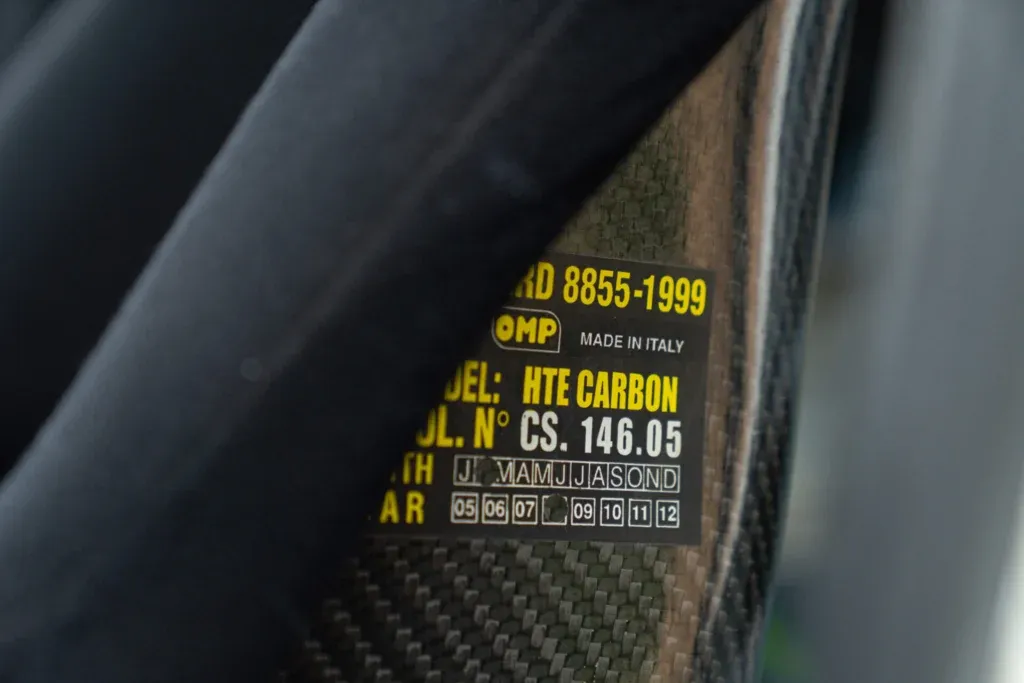 RD 8855-1999
OMP MADE IN ITALY
DEL: HTE CARBON
OL. N° CS. 146.05
TH J MAMJJASOND
AR 05 06 07 09 10 11 12